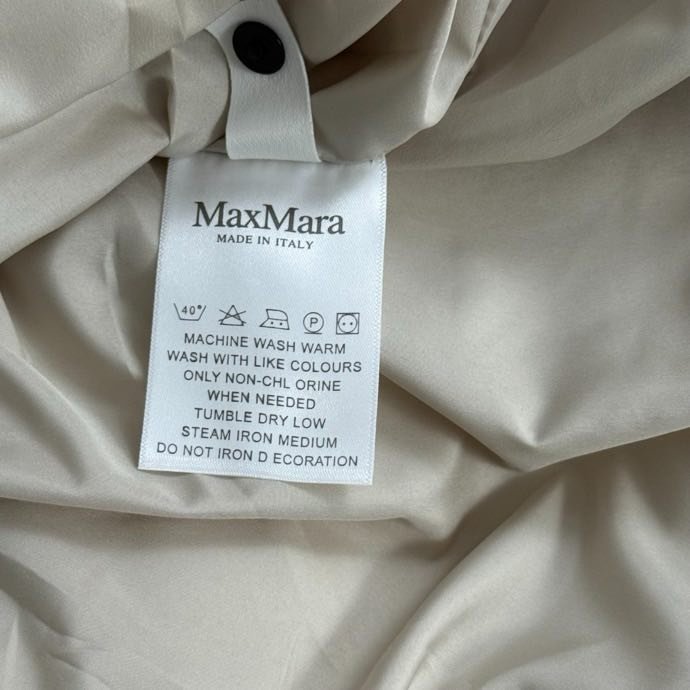 MaxMara
MADE IN ITALY
40° P
MACHINE WASH WARM
WASH WITH LIKE COLOURS
ONLY NON-CHL ORINE
WHEN NEEDED
TUMBLE DRY LOW
STEAM IRON MEDIUM
DO NOT IRON D ECORATION